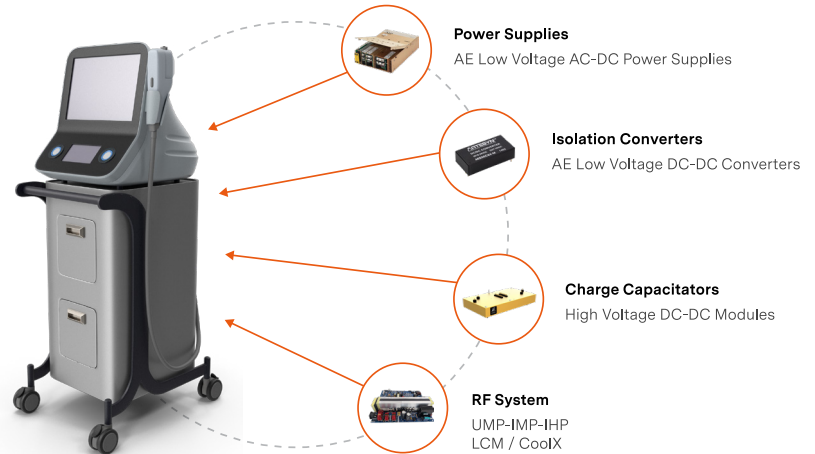 Power Supplies
AE Low Voltage AC-DC Power Supplies
Isolation Converters
AE Low Voltage DC-DC Converters
Charge Capacitators
High Voltage DC-DC Modules
RF System
UMP-IMP-IHP
LCM / CoolX